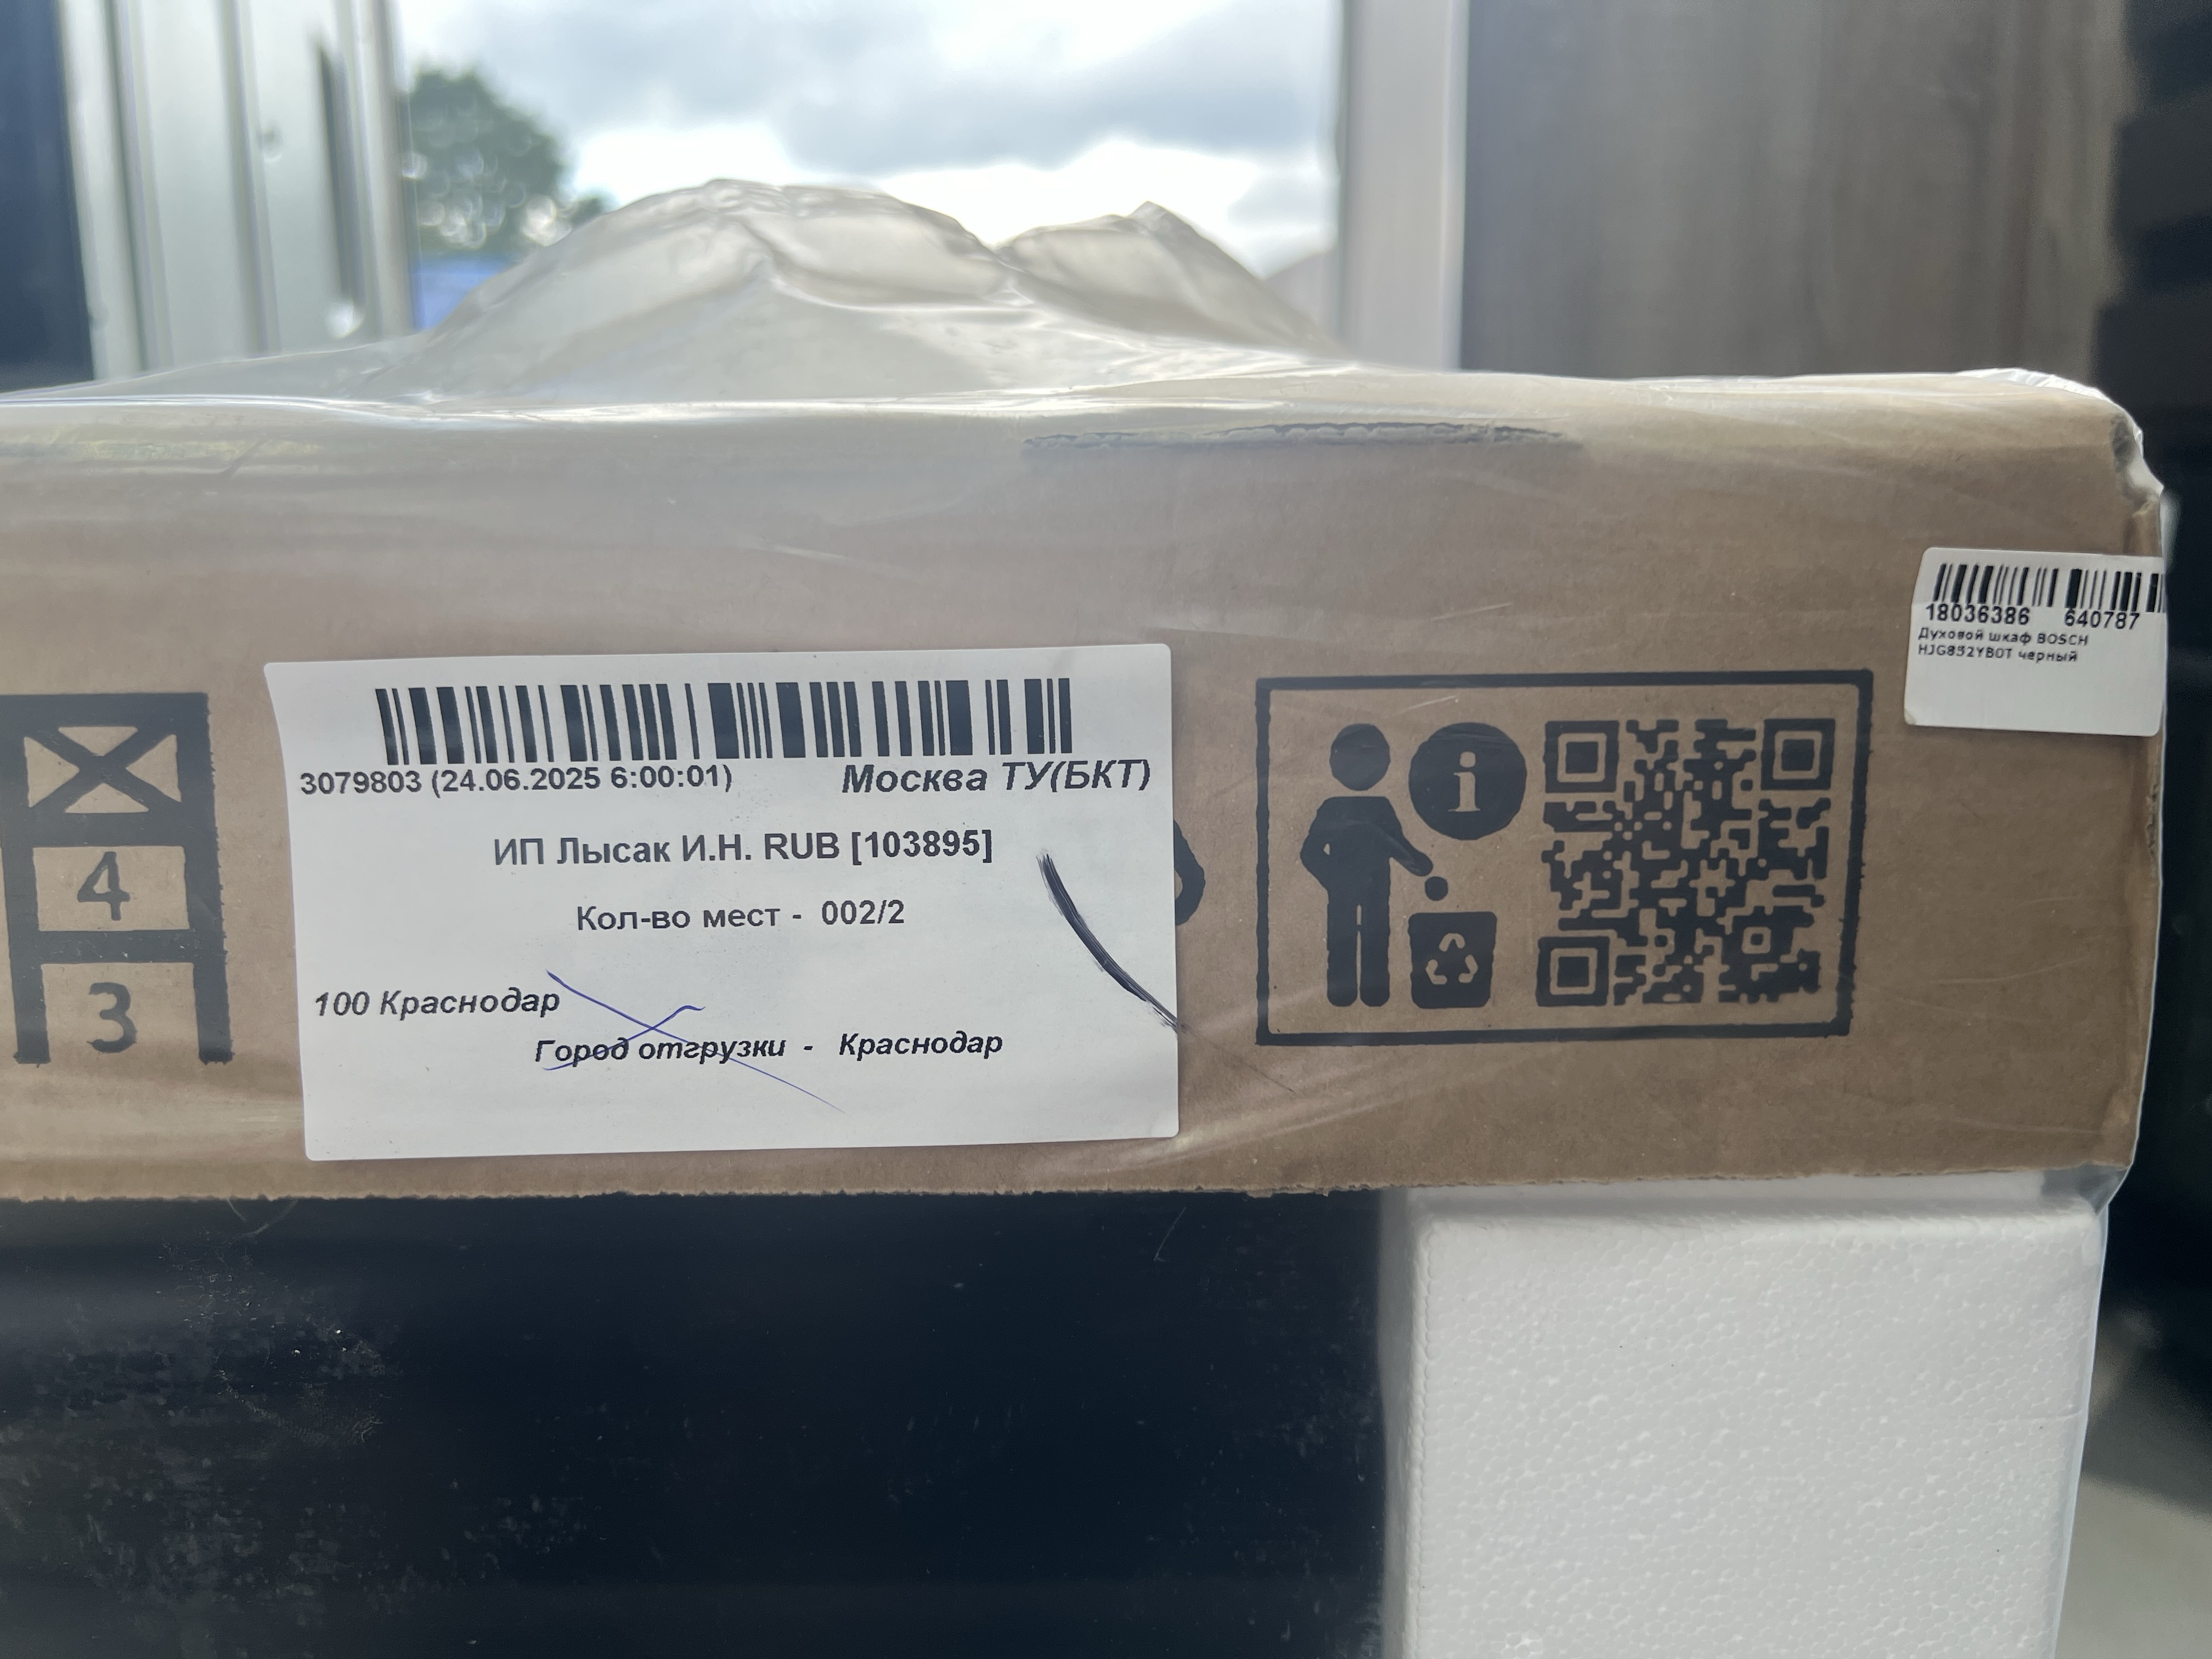 18036386 640787
Духовой шкаф BOSCH
HJG852YB0T черный
3079803 (24.06.2025 6:00:01) Москва ТУ(БКТ)
ИП Лысак И.Н. RUB [103895]
Кол-во мест - 002/2
100 Краснодар
Город отгрузки - Краснодар
4
3
i